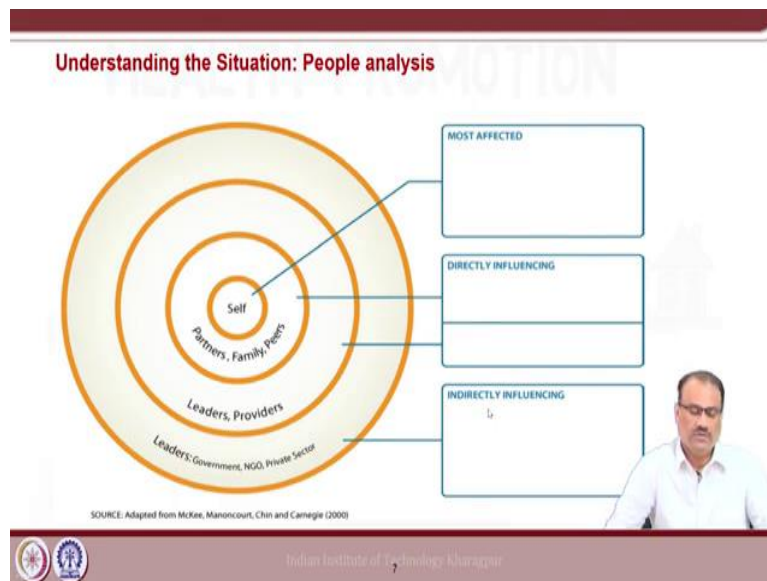 Understanding the Situation: People analysis
MOST AFFECTED
DIRECTLY INFLUENCING
INDIRECTLY INFLUENCING
Self
Partners, Family, Peers
Leaders, Providers
Leaders: Government, NGO, Private Sector
SOURCE: Adapted from McKee, Manoncourt, Chin and Carnegie (2000)
Indian Institute of Technology Kharagpur
7